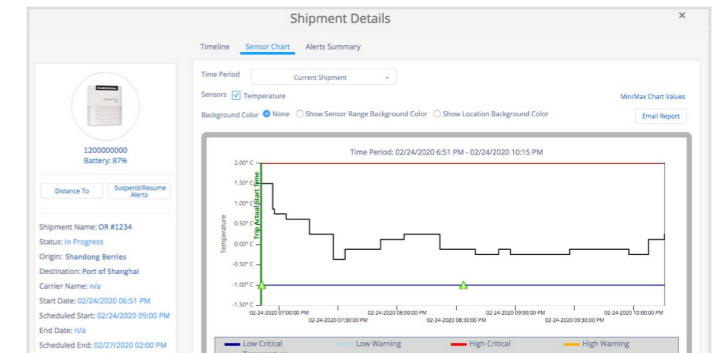 Shipment Details
×
Timeline Sensor Chart Alerts Summary
Time Period Current Shipment
Sensors Temperature
Min/Max Chart Values
Background Color None Show Sensor Range Background Color Show Location Background Color
Email Report
1200000000
Battery: 87%
Distance To
Suspend/Resume
Alerts
Shipment Name: OR #1234
Status: In Progress
Origin: Shandong Berries
Destination: Port of Shanghai
Carrier Name: n/a
Start Date: 02/24/2020 06:51 PM
Scheduled Start: 02/24/2020 09:00 PM
End Date: n/a
Scheduled End: 02/27/2020 02:00 PM
Time Period: 02/24/2020 6:51 PM - 02/24/2020 10:15 PM
Temperature
2.00° C
1.50° C
1.00° C
0.50° C
0.00° C
-0.50° C
-1.00° C
-1.50° C
Trip Actual Start Time
02-24-2020 07:00:00 PM
02-24-2020 07:30:00 PM
02-24-2020 08:00:00 PM
02-24-2020 08:30:00 PM
02-24-2020 09:00:00 PM
02-24-2020 09:30:00 PM
02-24-2020 10:00:00 PM
Low Critical Low Warning High Critical High Warning
Temperature